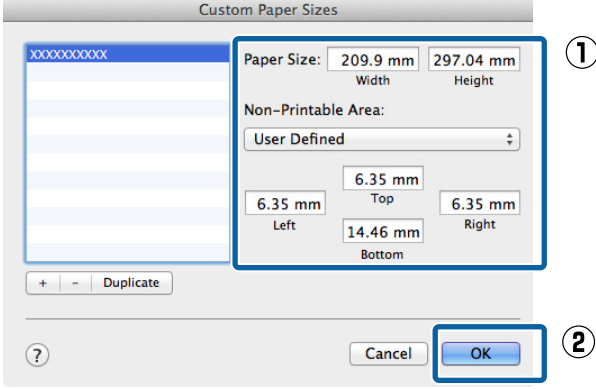 Custom Paper Sizes
XXXXXXXXXX
Paper Size: 209.9 mm 297.04 mm
Width Height
Non-Printable Area:
User Defined
6.35 mm
Top
6.35 mm 6.35 mm
Left Right
14.46 mm
Bottom
+ - Duplicate
? Cancel OK
①
②